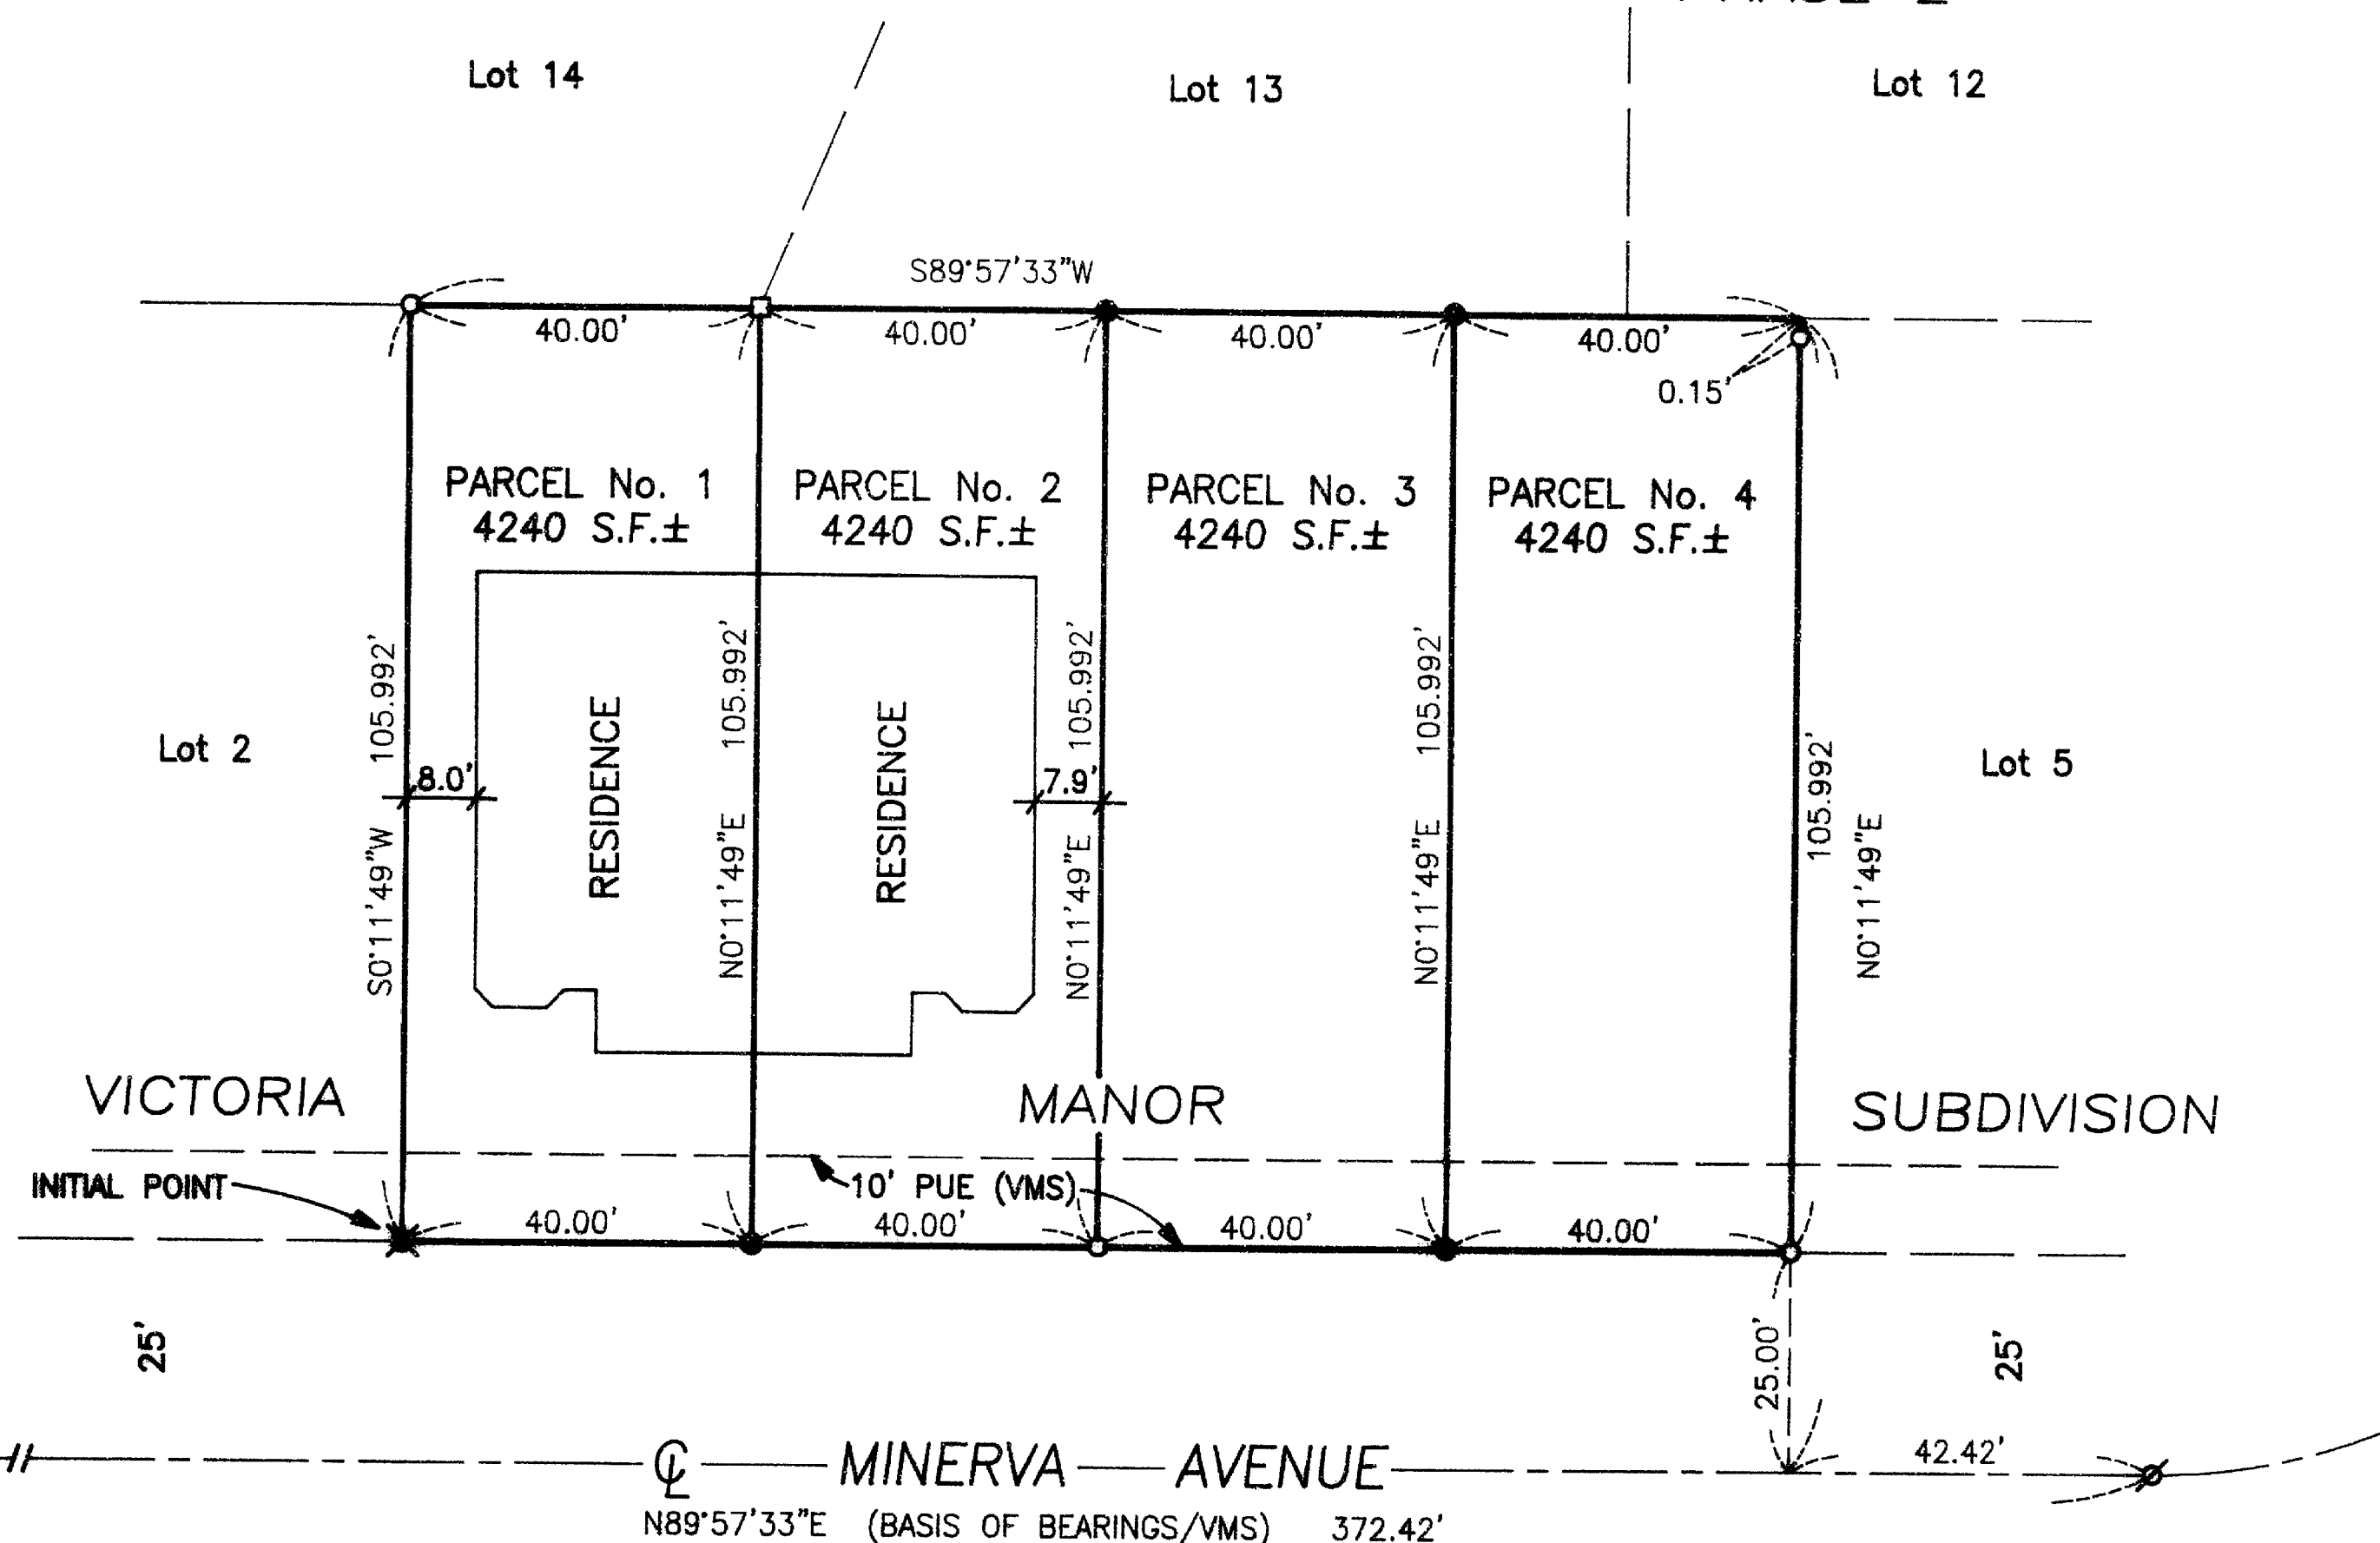 Lot 14
Lot 13
Lot 12
S89°57'33"W
40.00'
40.00'
40.00'
40.00'
0.15'
PARCEL No. 1
4240 S.F.±
PARCEL No. 2
4240 S.F.±
PARCEL No. 3
4240 S.F.±
PARCEL No. 4
4240 S.F.±
Lot 2
S0°11'49"W 105.992'
8.0'
RESIDENCE
N0°11'49"E 105.992'
RESIDENCE
7.9'
N0°11'49"E 105.992'
N0°11'49"E 105.992'
105.992'
N0°11'49"E
Lot 5
VICTORIA MANOR SUBDIVISION
INITIAL POINT
10' PUE (VMS)
40.00'
40.00'
40.00'
40.00'
25'
25.00'
25'
℄ MINERVA AVENUE
42.42'
N89°57'33"E (BASIS OF BEARINGS/VMS) 372.42'